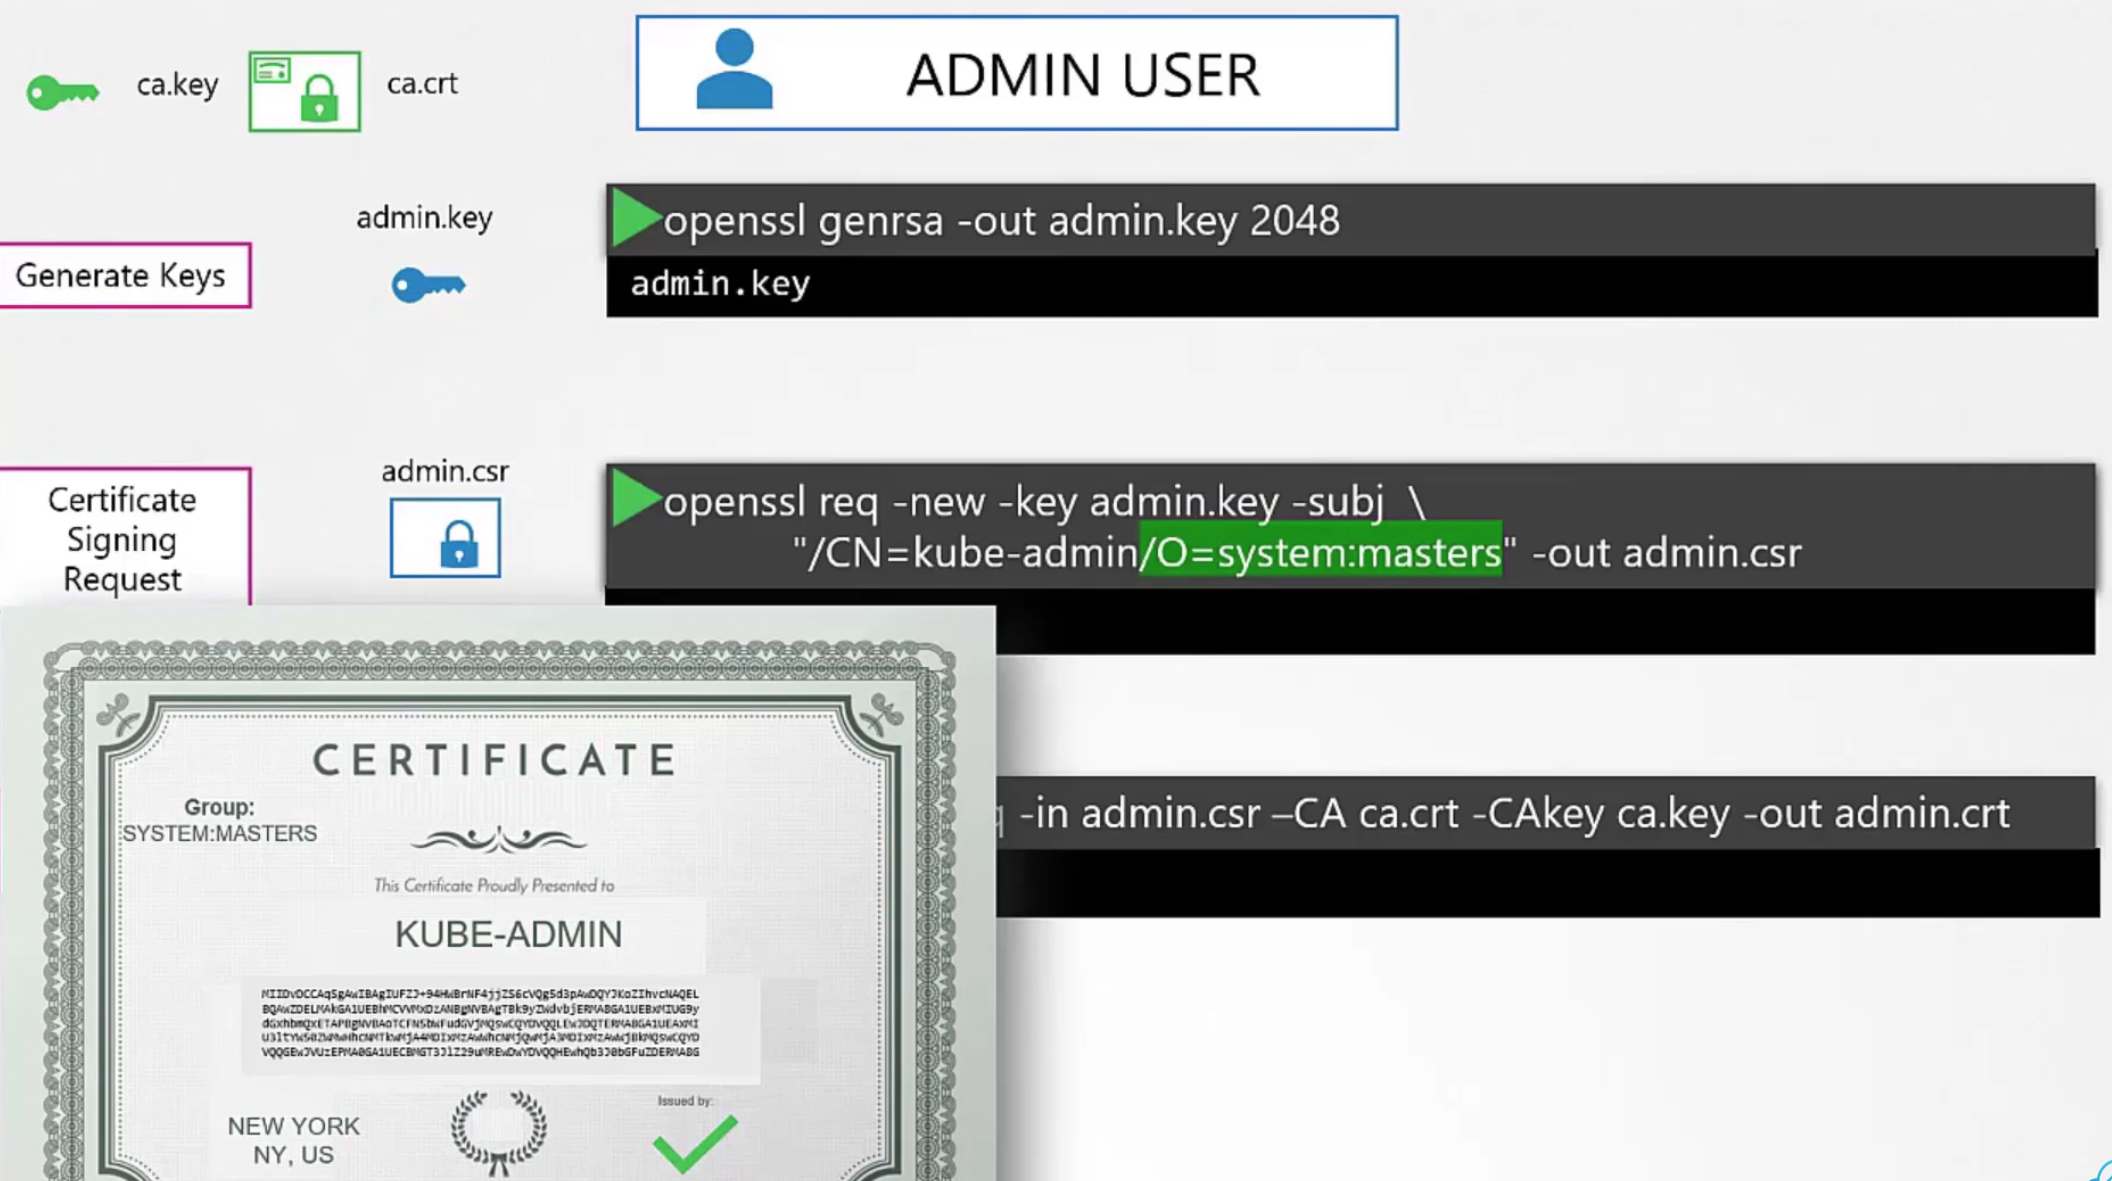 ca.key
ca.crt
ADMIN USER
admin.key
openssl genrsa -out admin.key 2048
Generate Keys
admin.key
admin.csr
Certificate
Signing
Request
openssl req -new -key admin.key -subj \
"/CN=kube-admin/O=system:masters" -out admin.csr
-in admin.csr –CA ca.crt -CAkey ca.key -out admin.crt
CERTIFICATE
Group:
SYSTEM:MASTERS
This Certificate Proudly Presented to
KUBE-ADMIN
Issued by:
NEW YORK
NY, US